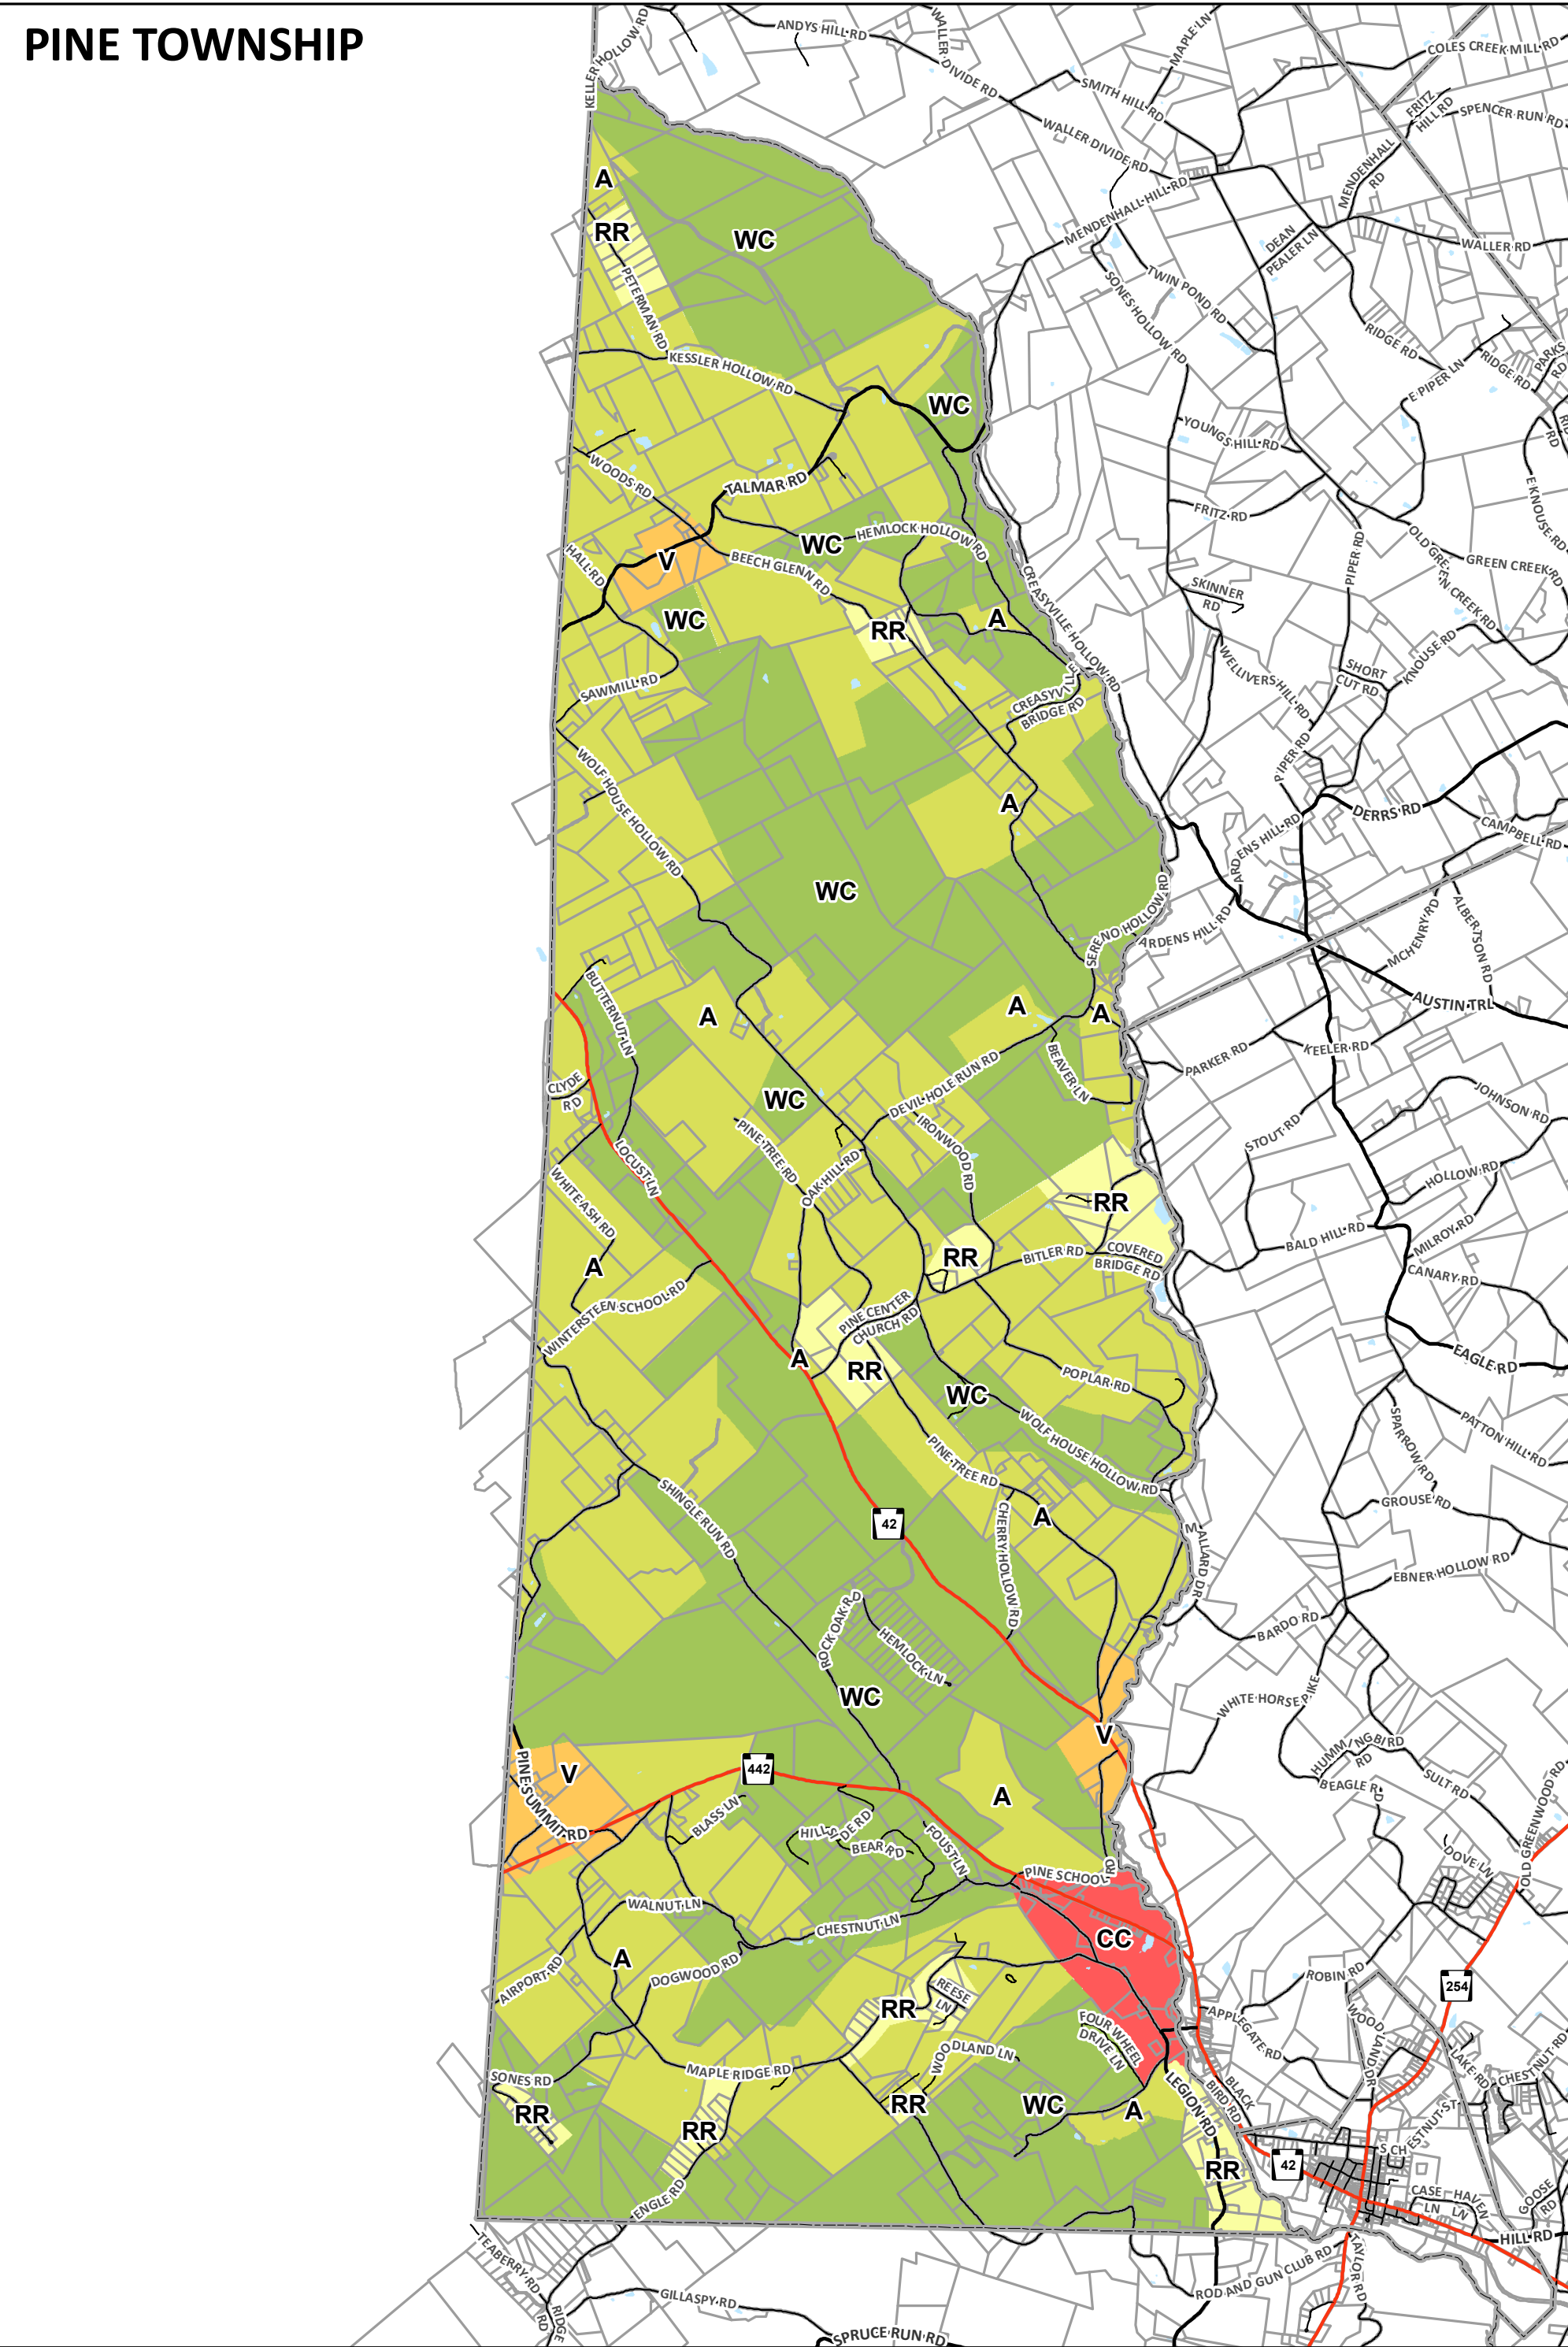 PINE TOWNSHIP
KELLER HOLLOW RD
ANDYS HILL RD
WALLER DIVIDE RD
MAPLE LN
COLES CREEK MILL RD
SMITH HILL RD
FRITZ HILL RD
SPENCER RUN RD
WALLER DIVIDE RD
MENDENHALL RD
MENDENHALL HILL RD
A
RR
WC
DEAN PEALER LN
WALLER RD
PETERMAN RD
SONES HOLLOW RD
TWIN POND RD
RIDGE RD
RIDGE RD
PARKS RD
KESSLER HOLLOW RD
E PIPER LN
WC
YOUNGS HILL RD
RD
WOODS RD
TALMAR RD
FRITZ RD
E KNOUSE RD
PIPER RD
HALL RD
V
WC
HEMLOCK HOLLOW RD
BEECH GLENN RD
OLD GREEN CREEK RD
GREEN CREEK RD
CREASYVILLE HOLLOW RD
SKINNER RD
WC
RR
A
WELLIVERS HILL RD
SHORT CUT RD
KNOUSE RD
SAWMILL RD
CREASYVILLE BRIDGE RD
WOLF HOUSE HOLLOW RD
PIPER RD
A
DERRS RD
ARDENS HILL RD
CAMPBELL RD
WC
SERENO HOLLOW RD
ARDENS HILL RD
MCHENRY RD
ALBERTSON RD
BUTTERNUT LN
A
A
A
AUSTIN TRL
CLYDE RD
BEAVER LN
PARKER RD
KEELER RD
WC
DEVIL HOLE RUN RD
JOHNSON RD
PINE TREE RD
IRONWOOD RD
STOUT RD
LOCUST LN
OAK HILL RD
WHITE ASH RD
HOLLOW RD
RR
A
RR
BITLER RD
COVERED BRIDGE RD
BALD HILL RD
MILROY RD
CANARY RD
WINTERSTEEN SCHOOL RD
PINE CENTER CHURCH RD
A
RR
EAGLE RD
POPLAR RD
WC
WOLF HOUSE HOLLOW RD
SPARROW RD
PATTON HILL RD
PINE TREE RD
SHINGLE RUN RD
42
CHERRY HOLLOW RD
A
GROUSE RD
MALLARD DR
EBNER HOLLOW RD
ROCK OAK RD
HEMLOCK LN
BARDO RD
WC
WHITE HORSE PIKE
V
HUMMINGBIRD RD
V
PINE SUMMIT RD
442
BEAGLE RD
SULT RD
OLD GREENWOOD RD
A
BLASS LN
HILLSIDE RD
BEAR RD
FOUST LN
PINE SCHOOL RD
DOVE LN
WALNUT LN
CHESTNUT LN
CC
A
AIRPORT RD
DOGWOOD RD
ROBIN RD
254
REESE LN
RR
FOUR WHEEL DRIVE LN
APPLEGATE RD
WOODLAND DR
WOODLAND LN
LAKE RD
CHESTNUT RD
MAPLE RIDGE RD
SONES RD
RR
RR
RR
WC
A
LEGION RD
BLACK BIRD RD
S CHESTNUT ST
RR
42
ENGLE RD
CASE LN
HAVEN LN
GOOSE RD
TEABERRY RD
RIDGE RD
GILLASPY RD
SPRUCE RUN RD
ROD AND GUN CLUB RD
TAYLOR RD
HILL RD